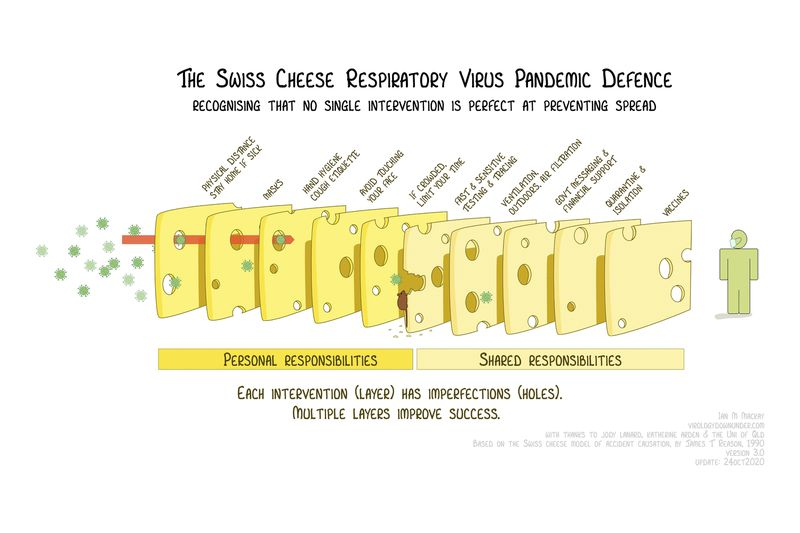 The Swiss Cheese Respiratory Virus Pandemic Defence
recognising that no single intervention is perfect at preventing spread
Physical distance
stay home if sick
Masks
Hand hygiene
cough etiquette
Avoid touching
your face
If crowded,
limit your time
Fast & sensitive
testing & tracing
Ventilation,
outdoors, air filtration
Govt messaging &
financial support
Quarantine &
isolation
Vaccines
Personal responsibilities
Shared responsibilities
Each intervention (layer) has imperfections (holes).
Multiple layers improve success.
Ian M Mackay
virologydownunder.com
with thanks to Jody Lanard, Katherine Arden & the Uni of Qld
Based on the Swiss cheese model of accident causation, by James T Reason, 1990
version 3.0
update: 24Oct2020